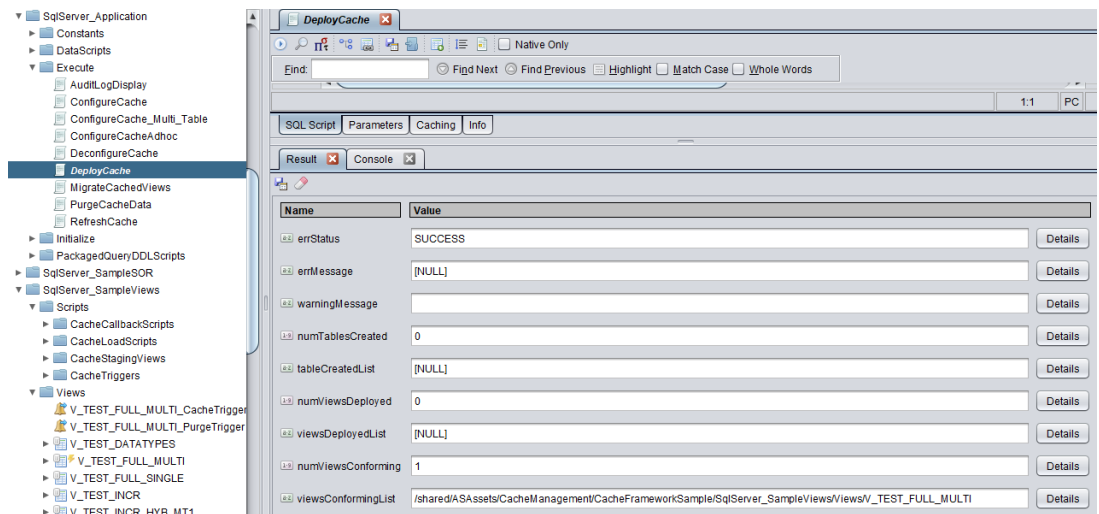 SqlServer_Application
Constants
DataScripts
Execute
AuditLogDisplay
ConfigureCache
ConfigureCache_Multi_Table
ConfigureCacheAdhoc
DeconfigureCache
DeployCache
MigrateCachedViews
PurgeCacheData
RefreshCache
Initialize
PackagedQueryDDLScripts
SqlServer_SampleSOR
SqlServer_SampleViews
Scripts
CacheCallbackScripts
CacheLoadScripts
CacheStagingViews
CacheTriggers
Views
V_TEST_FULL_MULTI_CacheTrigger
V_TEST_FULL_MULTI_PurgeTrigger
V_TEST_DATATYPES
V_TEST_FULL_MULTI
V_TEST_FULL_SINGLE
V_TEST_INCR
V_TEST_INCR_HYB_MT1
DeployCache
Native Only
Find: Find Next Find Previous Highlight Match Case Whole Words
1:1 PC
SQL Script Parameters Caching Info
Result Console
Name Value
errStatus SUCCESS Details
errMessage [NULL] Details
warningMessage Details
numTablesCreated 0 Details
tableCreatedList [NULL] Details
numViewsDeployed 0 Details
viewsDeployedList [NULL] Details
numViewsConforming 1 Details
viewsConformingList /shared/ASAssets/CacheManagement/CacheFrameworkSample/SqlServer_SampleViews/Views/V_TEST_FULL_MULTI Details